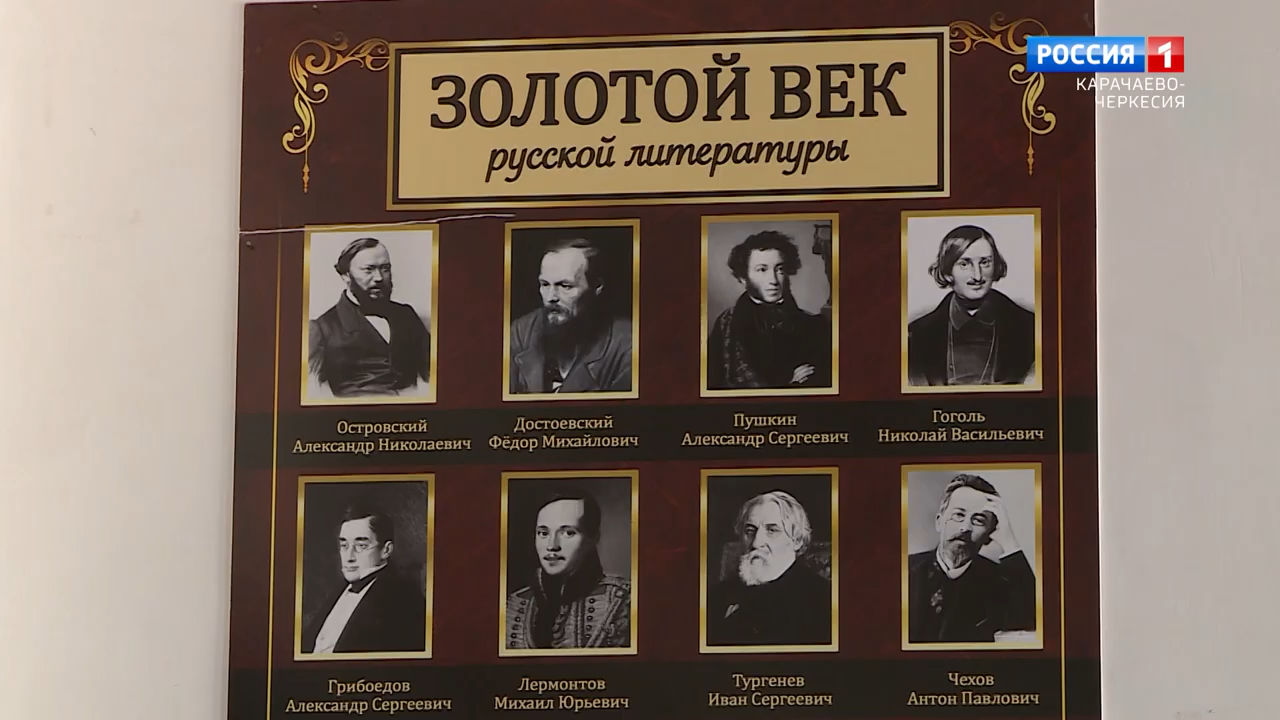 РОССИЯ 1
КАРАЧАЕВО-
ЧЕРКЕСИЯ
ЗОЛОТОЙ ВЕК
русской литературы
Островский
Александр Николаевич
Достоевский
Фёдор Михайлович
Пушкин
Александр Сергеевич
Гоголь
Николай Васильевич
Грибоедов
Александр Сергеевич
Лермонтов
Михаил Юрьевич
Тургенев
Иван Сергеевич
Чехов
Антон Павлович